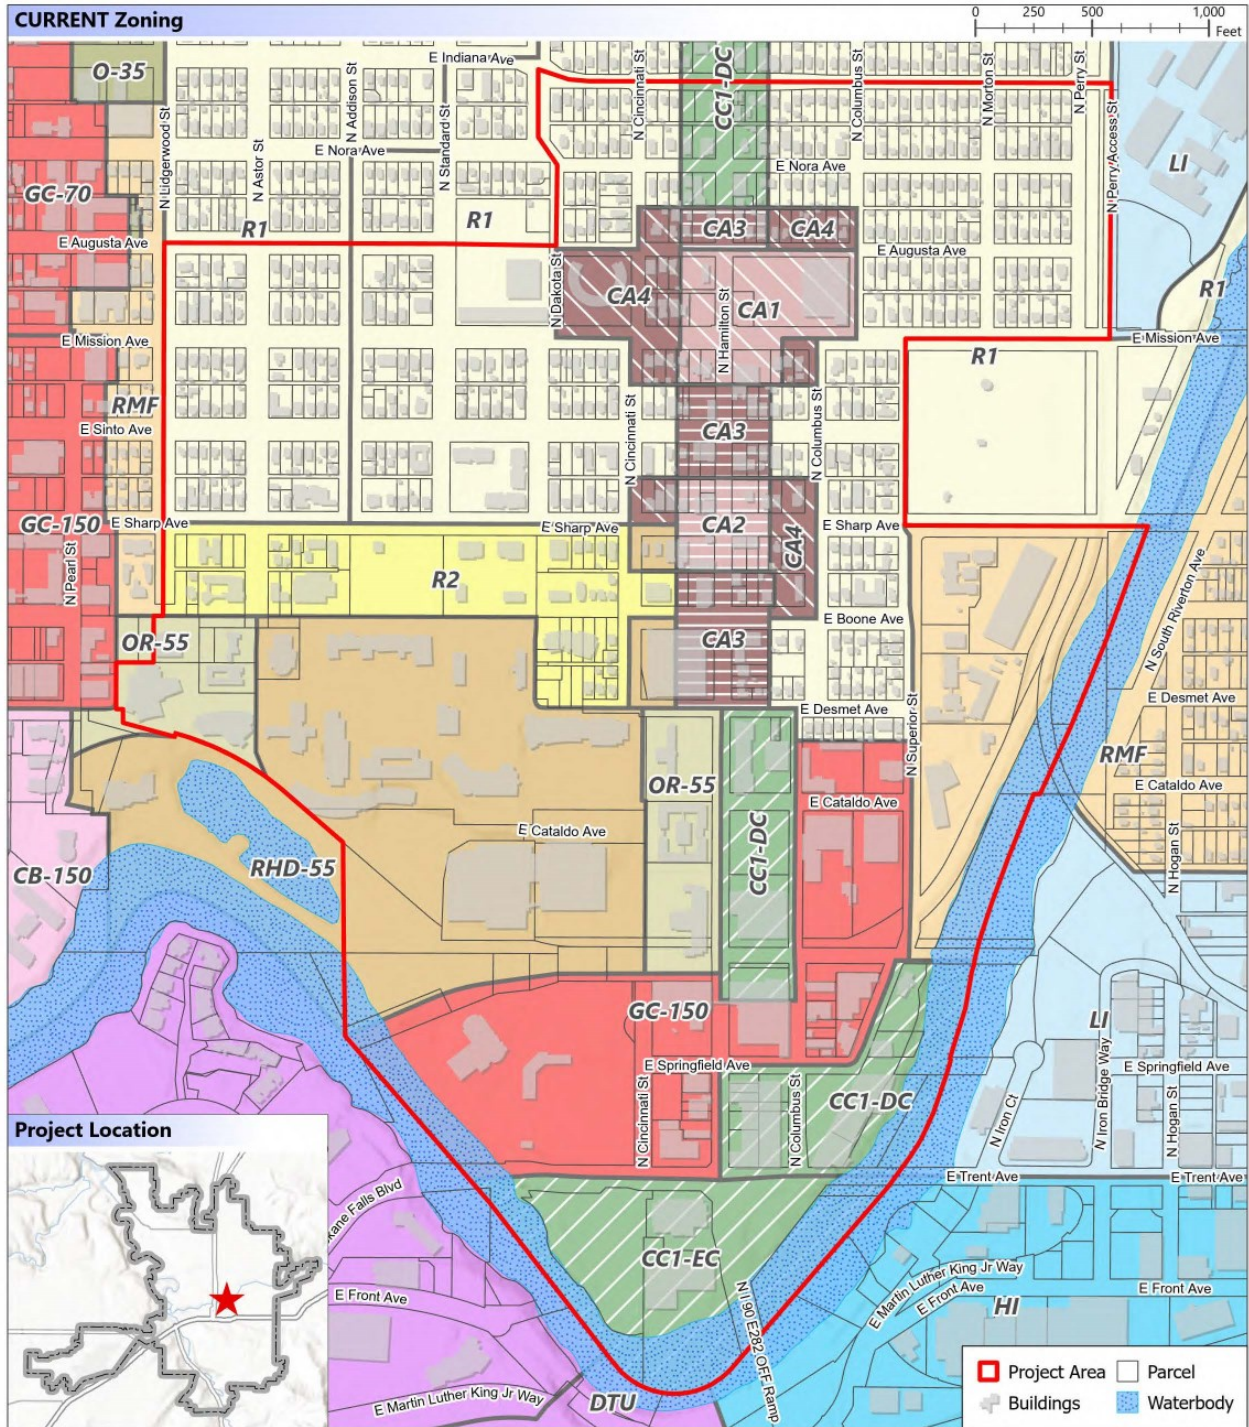 CURRENT Zoning
0 250 500 1,000
Feet
E Indiana Ave
O-35
N Lidgerwood St
N Addison St
N Standard St
N Cincinnati St
CC1-DC
N Columbus St
N Morton St
N Perry St
N Perry Access St
N Astor St
E Nora Ave
E Nora Ave
LI
GC-70
R1
R1
CA3
CA4
E Augusta Ave
E Augusta Ave
N Dakota St
CA4
CA1
N Hamilton St
R1
E Mission Ave
E Mission Ave
R1
RMF
E Sinto Ave
CA3
N Cincinnati St
N Columbus St
GC-150
E Sharp Ave
E Sharp Ave
CA2
CA4
E Sharp Ave
N Pearl St
R2
N South Riverton Ave
OR-55
CA3
E Boone Ave
E Desmet Ave
E Desmet Ave
N Superior St
RMF
OR-55
E Cataldo Ave
E Cataldo Ave
E Cataldo Ave
CC1-DC
CB-150
RHD-55
N Hogan St
GC-150
LI
E Springfield Ave
E Springfield Ave
N Cincinnati St
N Columbus St
CC1-DC
N Iron Ct
N Iron Bridge Way
N Hogan St
E Trent Ave
E Trent Ave
Project Location
kane Falls Blvd
CC1-EC
E Front Ave
N I 90 E282 OFF Ramp
E Martin Luther King Jr Way
E Front Ave
E Front Ave
HI
E Martin Luther King Jr Way
DTU
Project Area
Parcel
Buildings
Waterbody